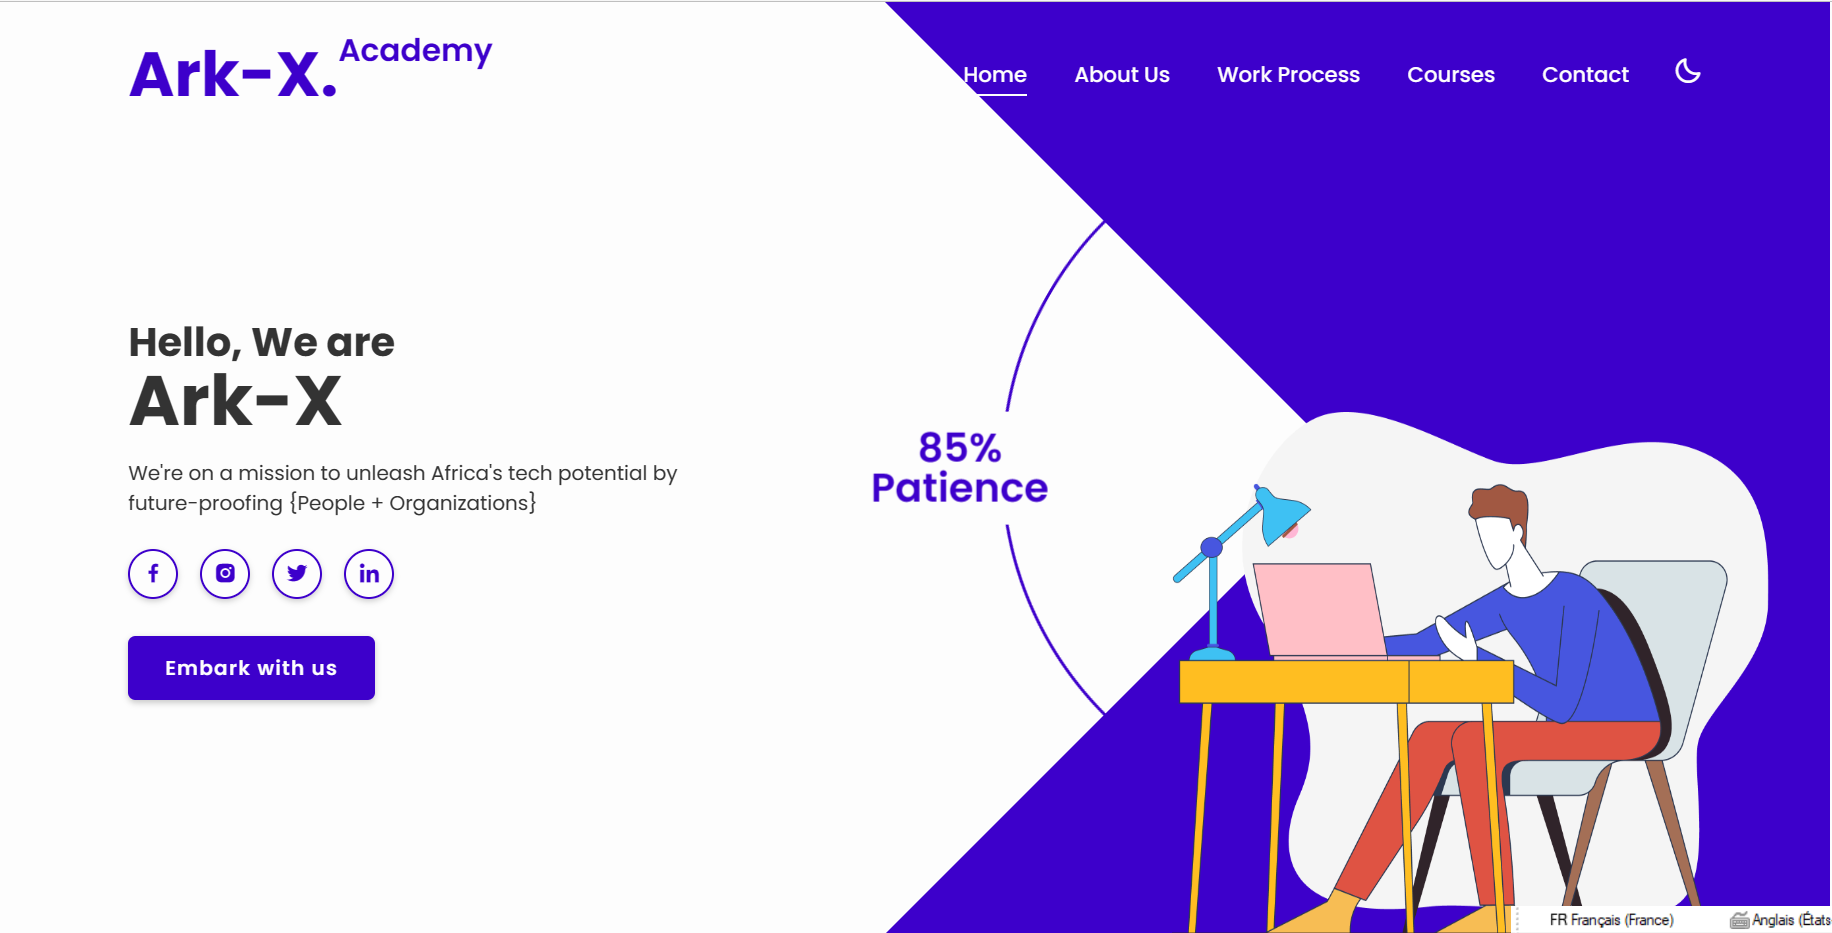 Ark-X. Academy
Home About Us Work Process Courses Contact
Hello, We are
Ark-X
We're on a mission to unleash Africa's tech potential by
future-proofing {People + Organizations}
Embark with us
85%
Patience
FR Français (France) Anglais (États